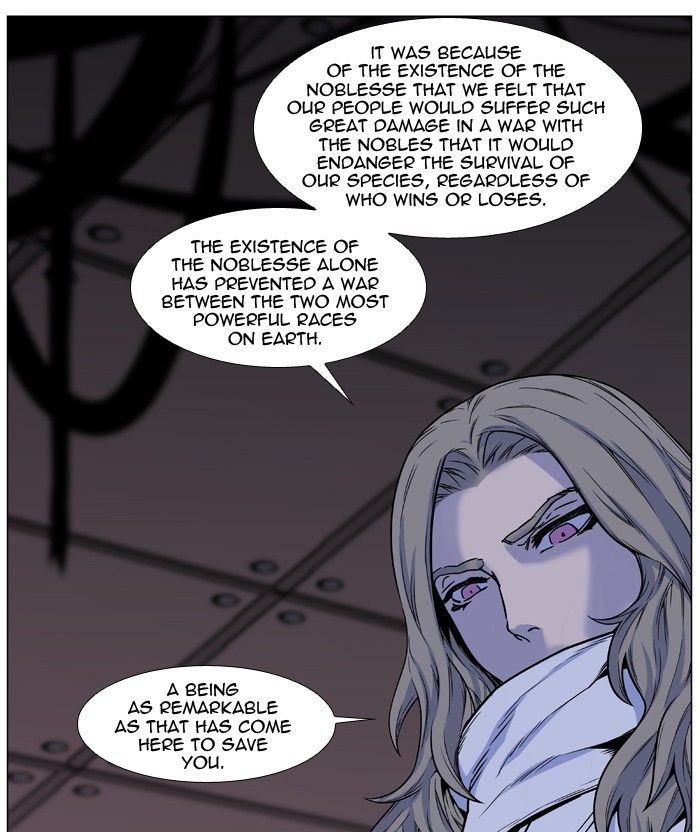 IT WAS BECAUSE
OF THE EXISTENCE OF THE
NOBLESSE THAT WE FELT THAT
OUR PEOPLE WOULD SUFFER SUCH
GREAT DAMAGE IN A WAR WITH
THE NOBLES THAT IT WOULD
ENDANGER THE SURVIVAL OF
OUR SPECIES, REGARDLESS OF
WHO WINS OR LOSES.
THE EXISTENCE OF
THE NOBLESSE ALONE
HAS PREVENTED A WAR
BETWEEN THE TWO MOST
POWERFUL RACES
ON EARTH.
A BEING
AS REMARKABLE
AS THAT HAS COME
HERE TO SAVE
YOU.